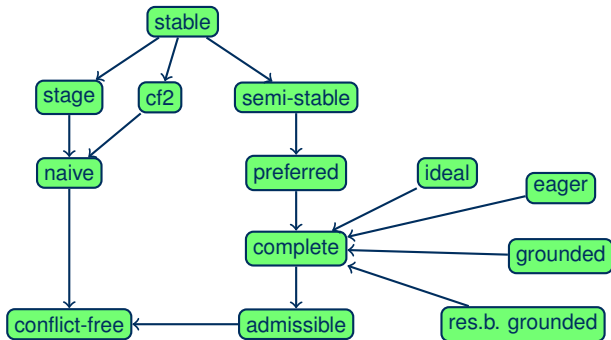 stable
stage
cf2
semi-stable
naive
preferred
ideal
eager
complete
grounded
conflict-free
admissible
res.b. grounded